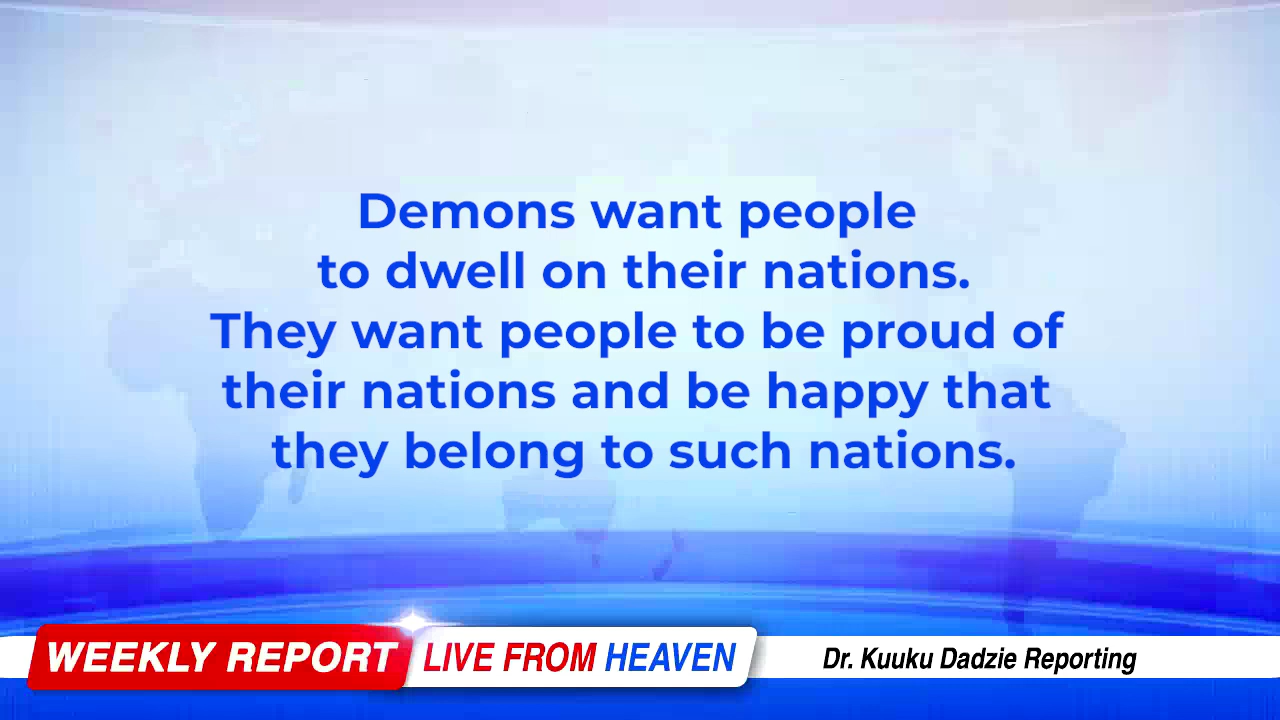 Demons want people
to dwell on their nations.
They want people to be proud of
their nations and be happy that
they belong to such nations.
WEEKLY REPORT LIVE FROM HEAVEN Dr. Kuuku Dadzie Reporting